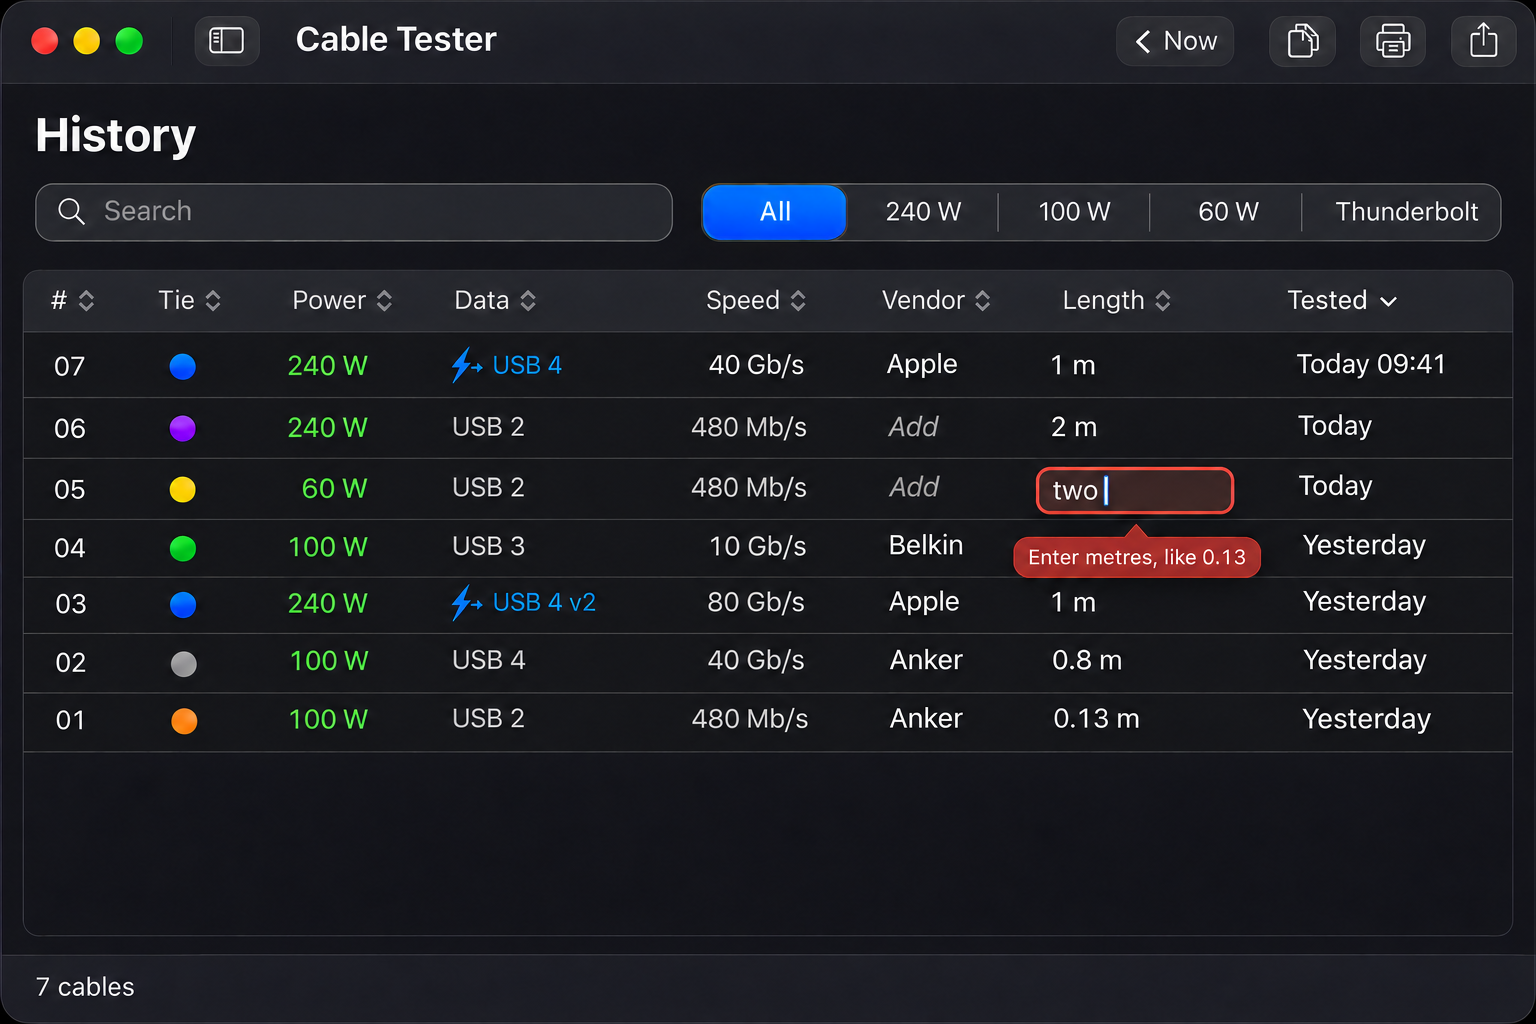 Cable Tester
Now
History
Search
All 240 W 100 W 60 W Thunderbolt
# Tie Power Data Speed Vendor Length Tested
07 240 W USB 4 40 Gb/s Apple 1 m Today 09:41
06 240 W USB 2 480 Mb/s Add 2 m Today
05 60 W USB 2 480 Mb/s Add two Today
04 100 W USB 3 10 Gb/s Belkin Yesterday
Enter metres, like 0.13
03 240 W USB 4 v2 80 Gb/s Apple 1 m Yesterday
02 100 W USB 4 40 Gb/s Anker 0.8 m Yesterday
01 100 W USB 2 480 Mb/s Anker 0.13 m Yesterday
7 cables